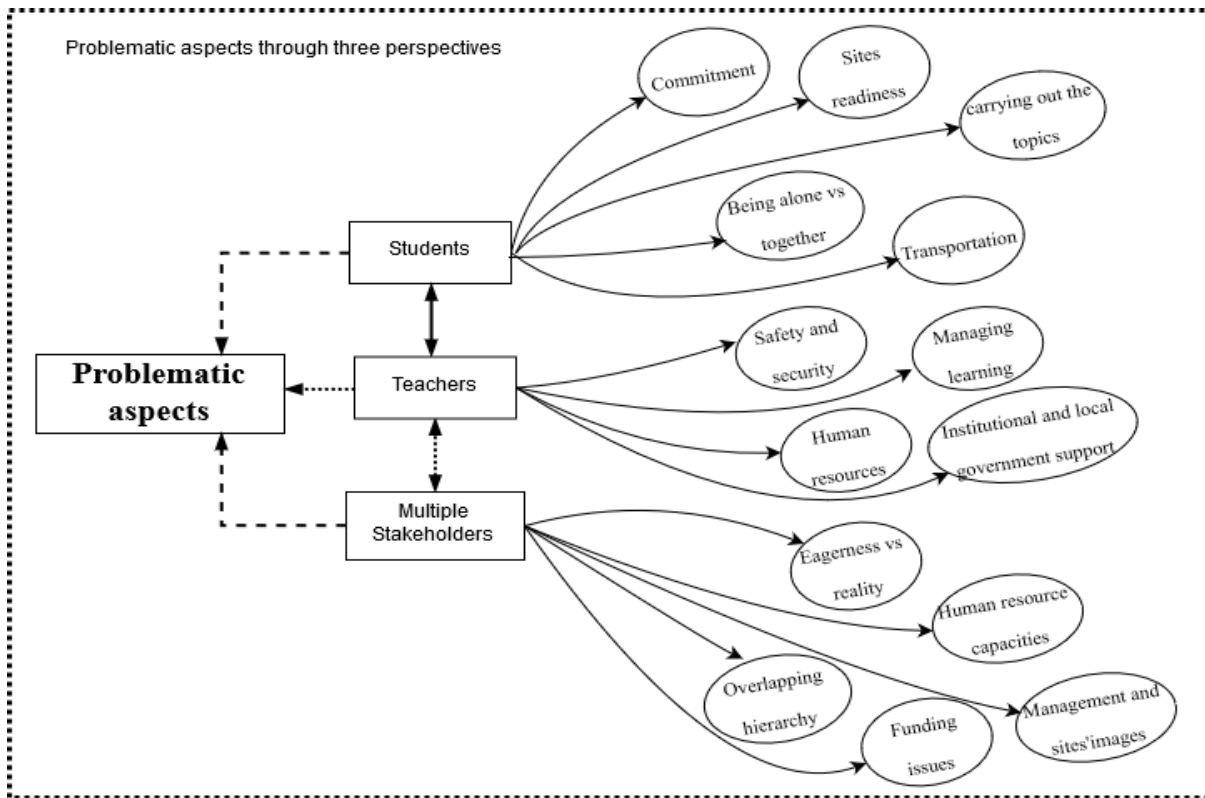 Problematic aspects through three perspectives
Commitment
Sites
readiness
carrying out the
topics
Being alone vs
together
Transportation
Students
Safety and
security
Managing
learning
Problematic
aspects
Teachers
Human
resources
Institutional and local
government support
Multiple
Stakeholders
Eagerness vs
reality
Human resource
capacities
Overlapping
hierarchy
Management and
sites'images
Funding
issues